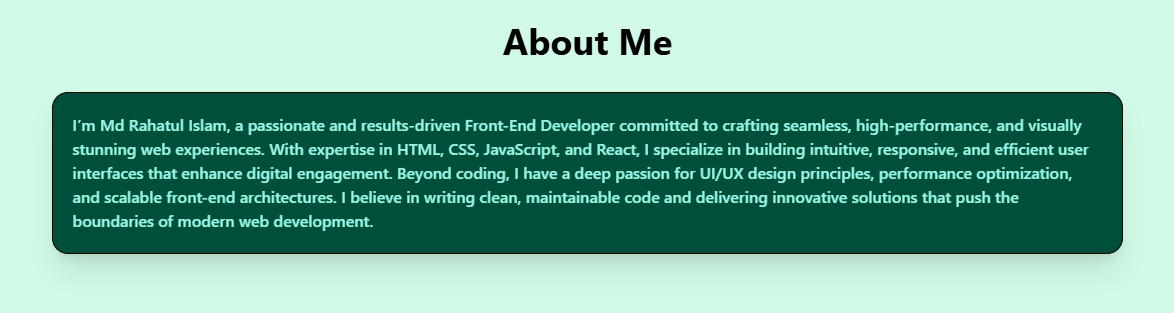 About Me
I’m Md Rahatul Islam, a passionate and results-driven Front-End Developer committed to crafting seamless, high-performance, and visually
stunning web experiences. With expertise in HTML, CSS, JavaScript, and React, I specialize in building intuitive, responsive, and efficient user
interfaces that enhance digital engagement. Beyond coding, I have a deep passion for UI/UX design principles, performance optimization,
and scalable front-end architectures. I believe in writing clean, maintainable code and delivering innovative solutions that push the
boundaries of modern web development.